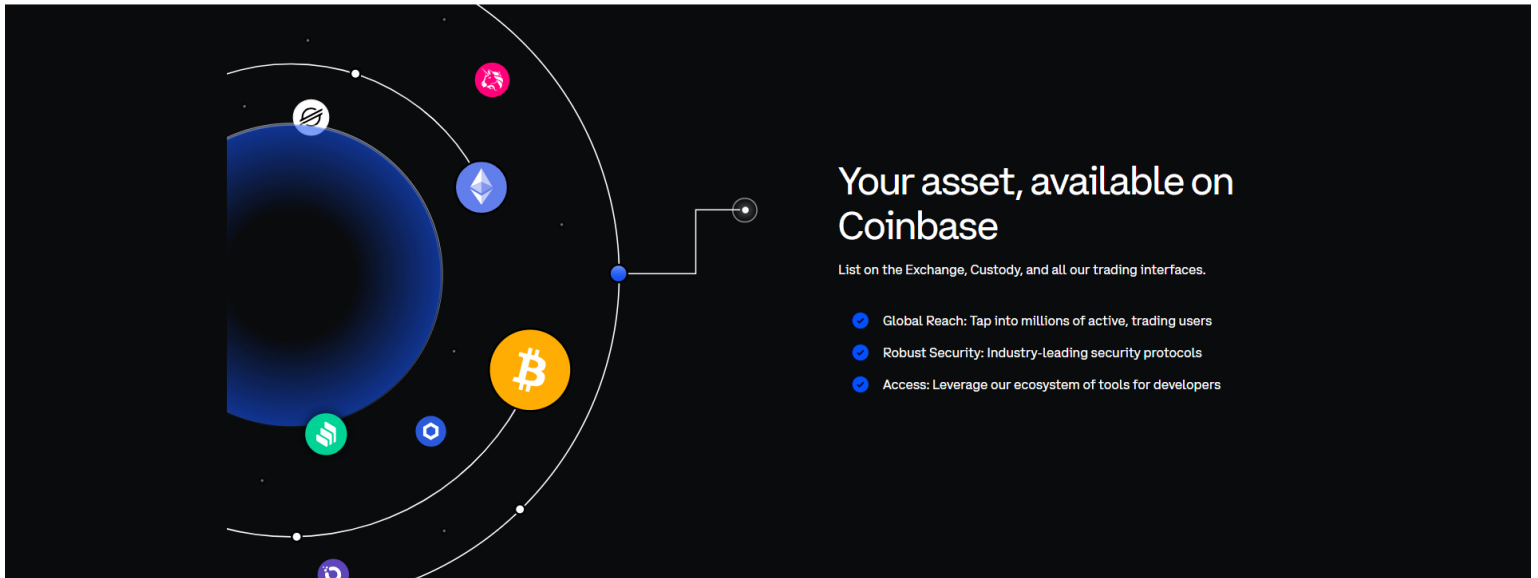 Your asset, available on
Coinbase
List on the Exchange, Custody, and all our trading interfaces.
Global Reach: Tap into millions of active, trading users
Robust Security: Industry-leading security protocols
Access: Leverage our ecosystem of tools for developers